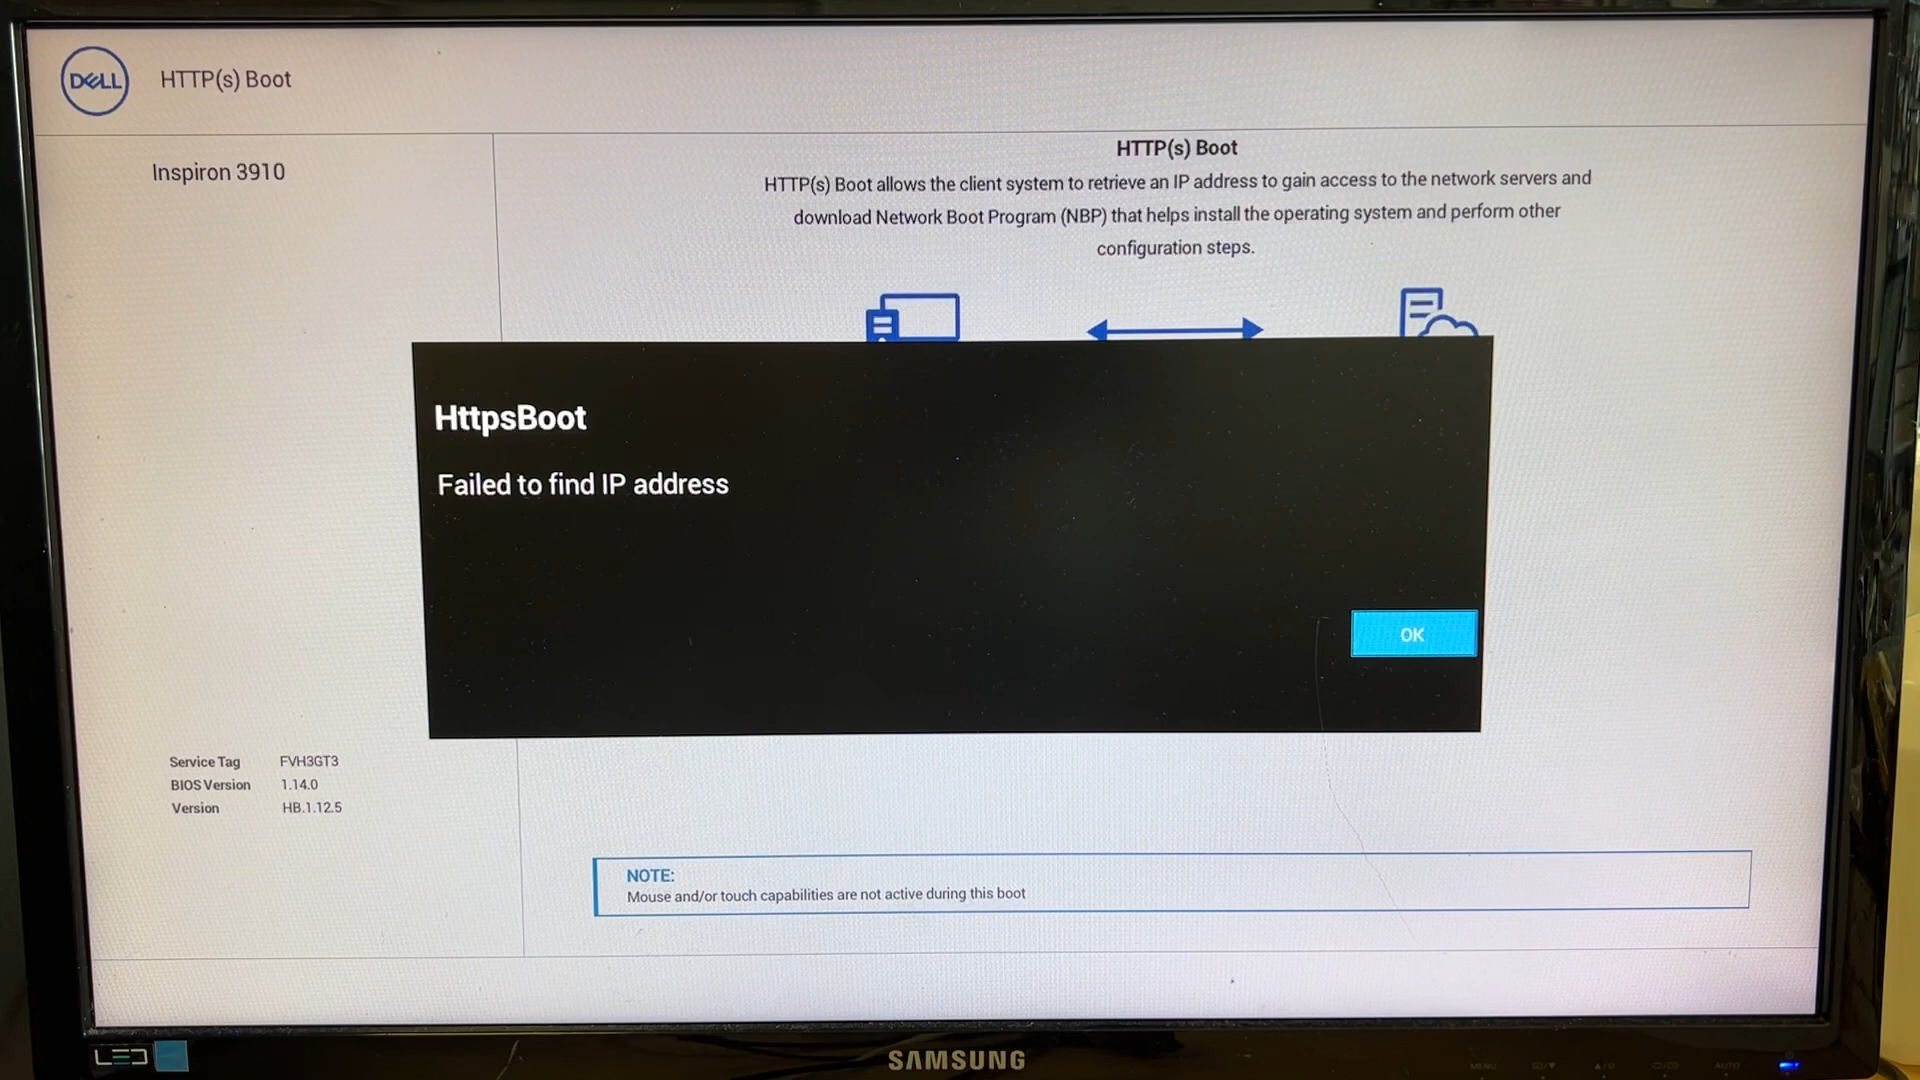 DELL
HTTP(s) Boot
Inspiron 3910
HTTP(s) Boot
HTTP(s) Boot allows the client system to retrieve an IP address to gain access to the network servers and
download Network Boot Program (NBP) that helps install the operating system and perform other
configuration steps.
HttpsBoot
Failed to find IP address
OK
Service Tag FVH3GT3
BIOS Version 1.14.0
Version HB.1.12.5
NOTE:
Mouse and/or touch capabilities are not active during this boot
LED
SAMSUNG
MENU
AUTO